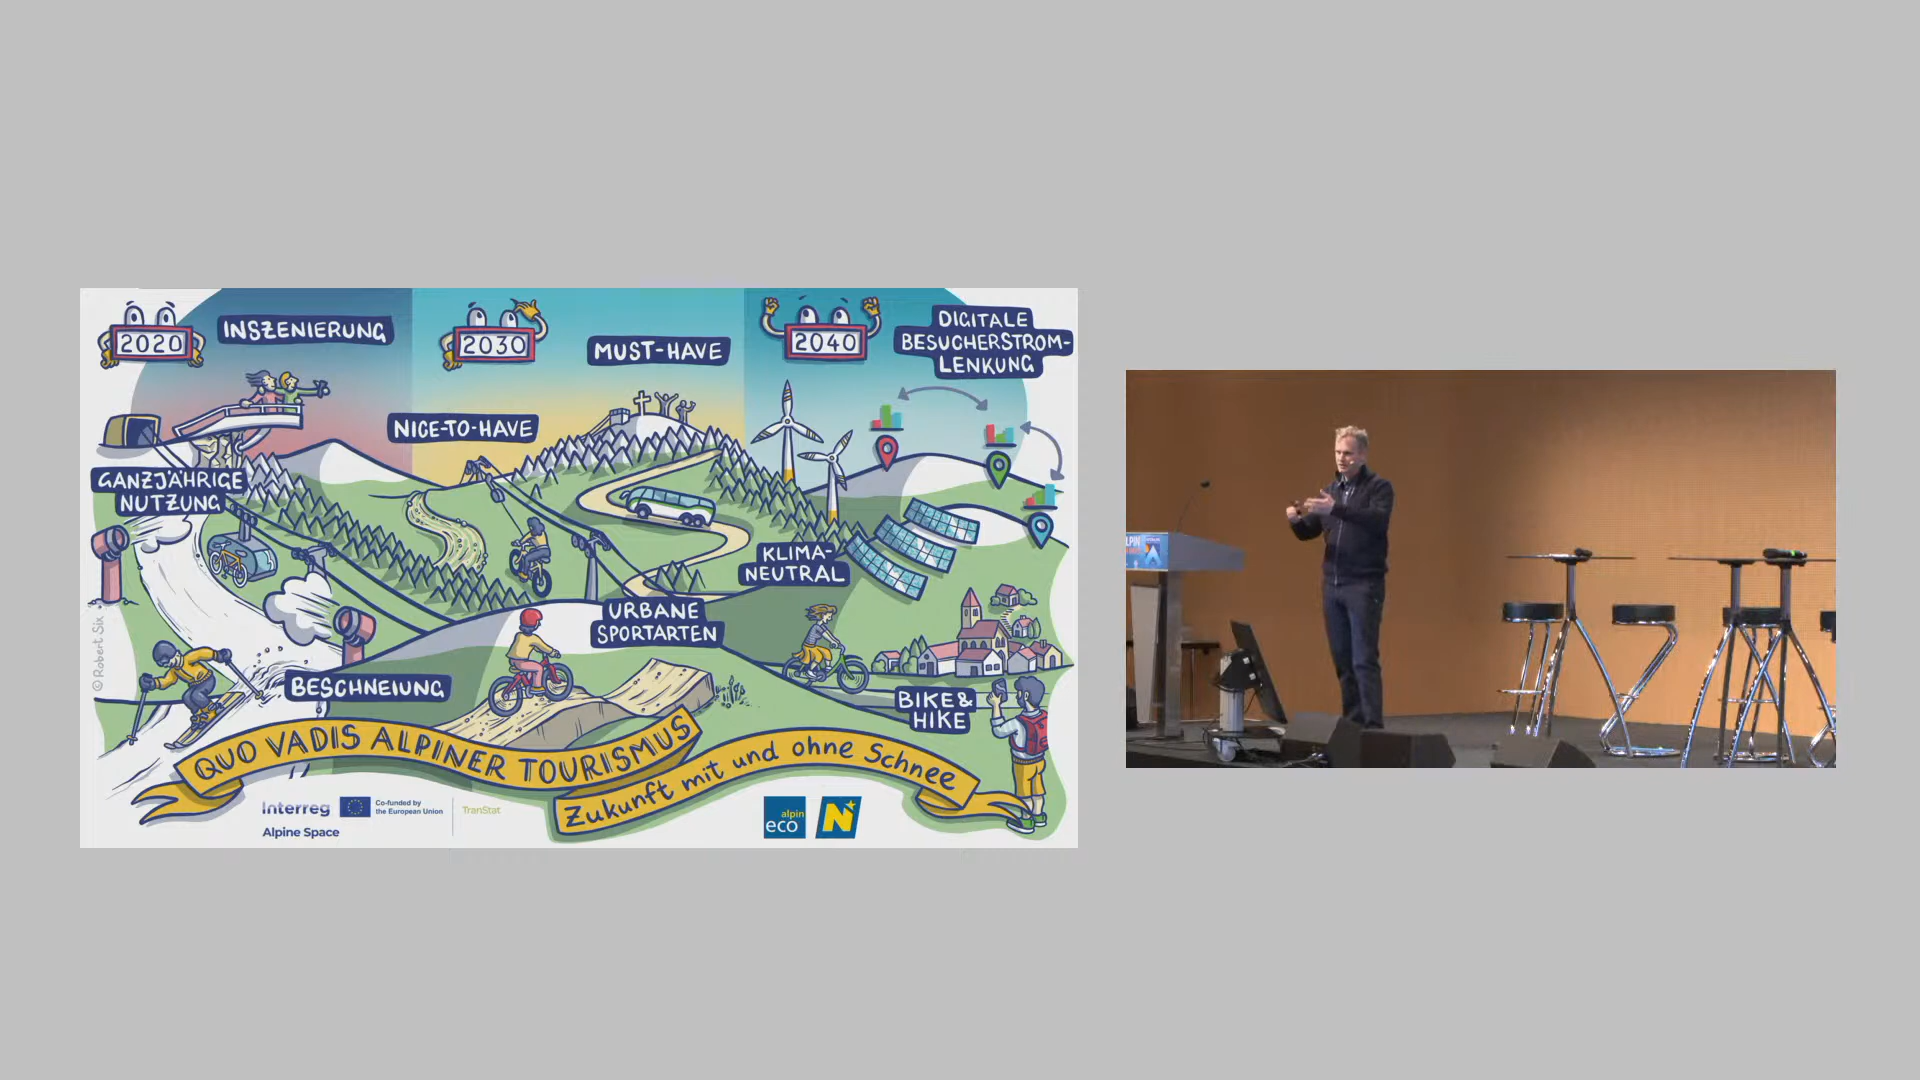 2020
INSZENIERUNG
2030
MUST-HAVE
2040
DIGITALE
BESUCHERSTROM-
LENKUNG
NICE-TO-HAVE
GANZJÄHRIGE
NUTZUNG
KLIMA-
NEUTRAL
URBANE
SPORTARTEN
BESCHNEIUNG
BIKE&
HIKE
©Robert Six
QUO VADIS ALPINER TOURISMUS
Zukunft mit und ohne Schnee
Interreg
Co-funded by
the European Union
TranStat
Alpine Space
alpin
eco
N